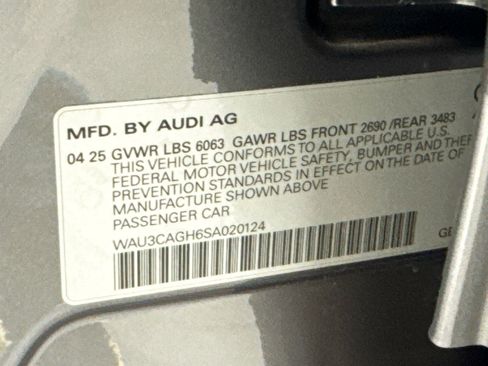 MFD. BY AUDI AG
04 25 GVWR LBS 6063 GAWR LBS FRONT 2690 /REAR 3483
THIS VEHICLE CONFORMS TO ALL APPLICABLE U.S.
FEDERAL MOTOR VEHICLE SAFETY, BUMPER AND THEF
PREVENTION STANDARDS IN EFFECT ON THE DATE O
MANUFACTURE SHOWN ABOVE
PASSENGER CAR
WAU3CAGH6SA020124